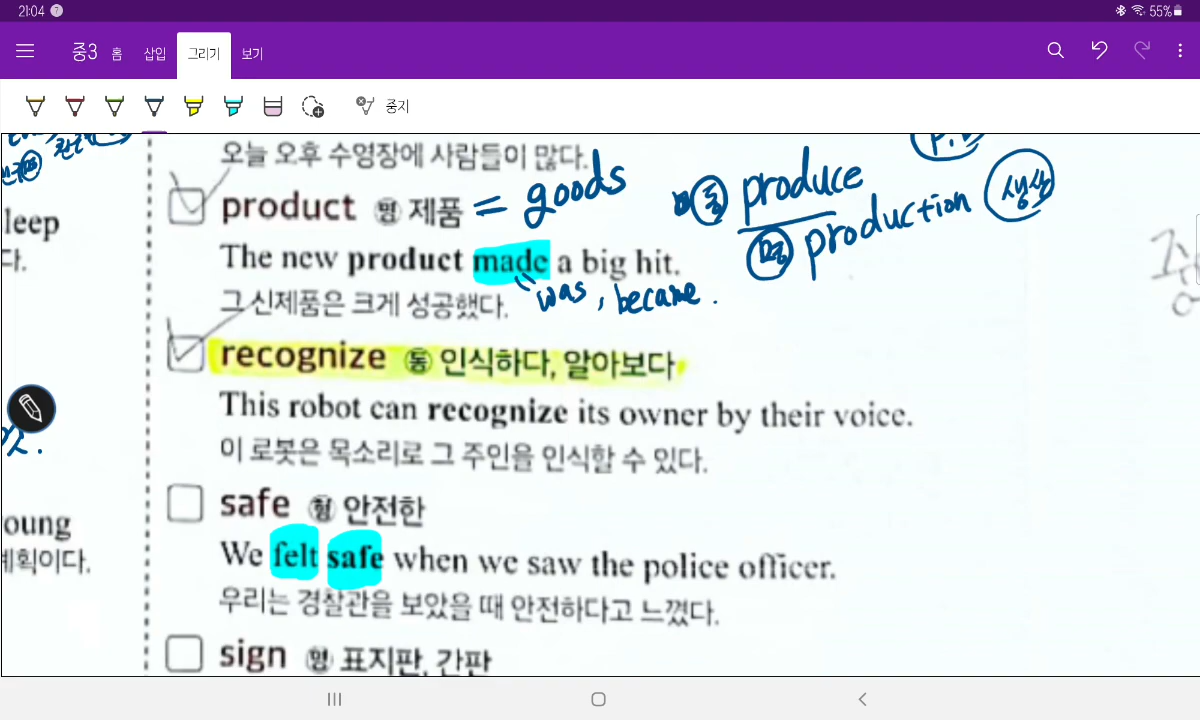 21:04
55%
중3 홈 삽입 그리기 보기
중지
오늘 오후 수영장에 사람들이 많다.
product 명 제품 = goods
동 produce
명 production 생산
The new product made a big hit.
was, became.
그 신제품은 크게 성공했다.
recognize 동 인식하다, 알아보다
This robot can recognize its owner by their voice.
이 로봇은 목소리로 그 주인을 인식할 수 있다.
safe 형 안전한
We felt safe when we saw the police officer.
우리는 경찰관을 보았을 때 안전하다고 느꼈다.
sign 명 표지판, 간판
leep
다.
oung
계획이다.